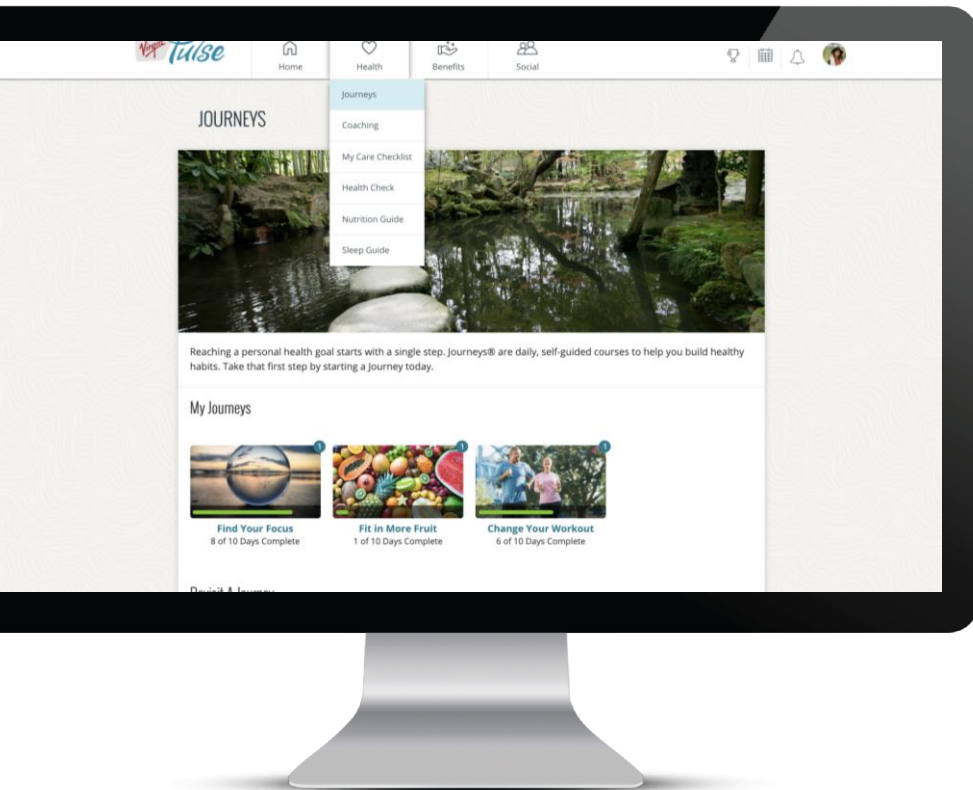 Virgin Pulse
Home
Health
Benefits
Social
Journeys
Coaching
My Care Checklist
Health Check
Nutrition Guide
Sleep Guide
JOURNEYS
Reaching a personal health goal starts with a single step. Journeys® are daily, self-guided courses to help you build healthy
habits. Take that first step by starting a Journey today.
My Journeys
1
1
1
Find Your Focus
8 of 10 Days Complete
Fit in More Fruit
1 of 10 Days Complete
Change Your Workout
6 of 10 Days Complete
Revisit A Journey